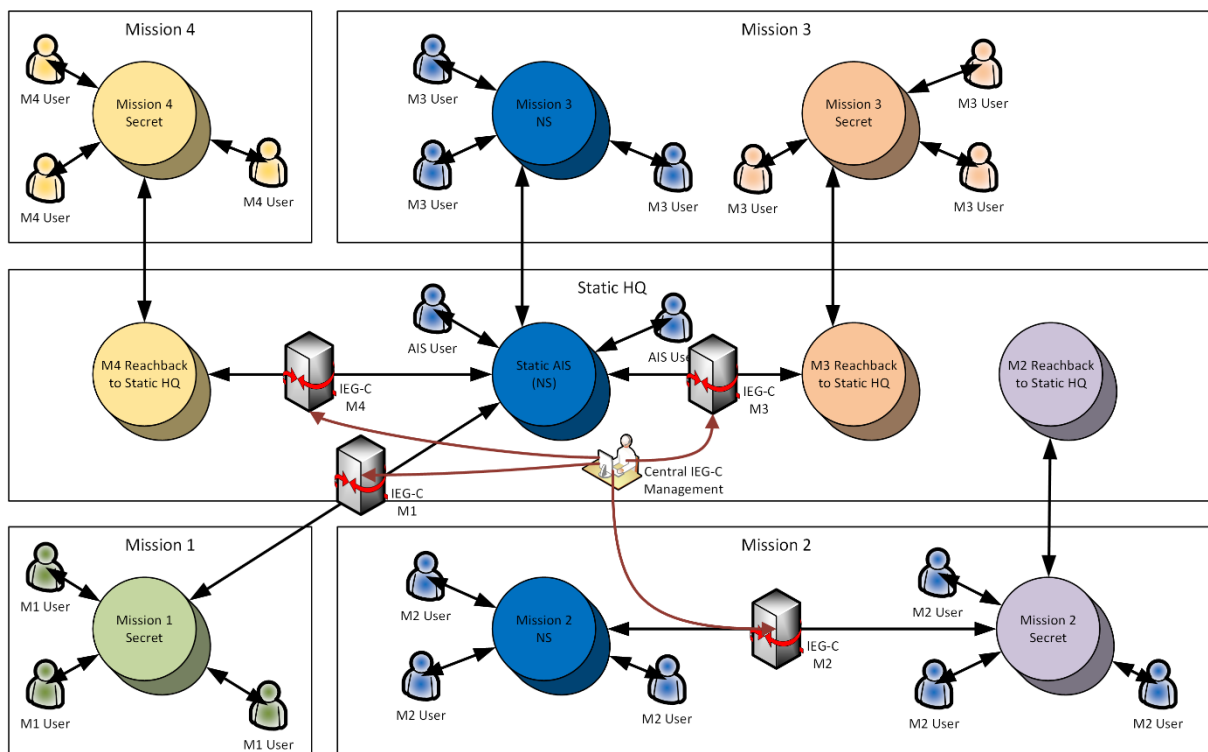 Mission 4
M4 User
Mission 4
Secret
M4 User
M4 User
Mission 3
M3 User
Mission 3
NS
M3 User
M3 User
Mission 3
Secret
M3 User
M3 User
M3 User
Static HQ
M4 Reachback
to Static HQ
IEG-C
M4
AIS User
Static AIS
(NS)
AIS User
IEG-C
M3
M3 Reachback
to Static HQ
M2 Reachback
to Static HQ
IEG-C
M1
Central IEG-C
Management
Mission 1
M1 User
Mission 1
Secret
M1 User
M1 User
Mission 2
M2 User
Mission 2
NS
M2 User
M2 User
IEG-C
M2
M2 User
Mission 2
Secret
M2 User
M2 User